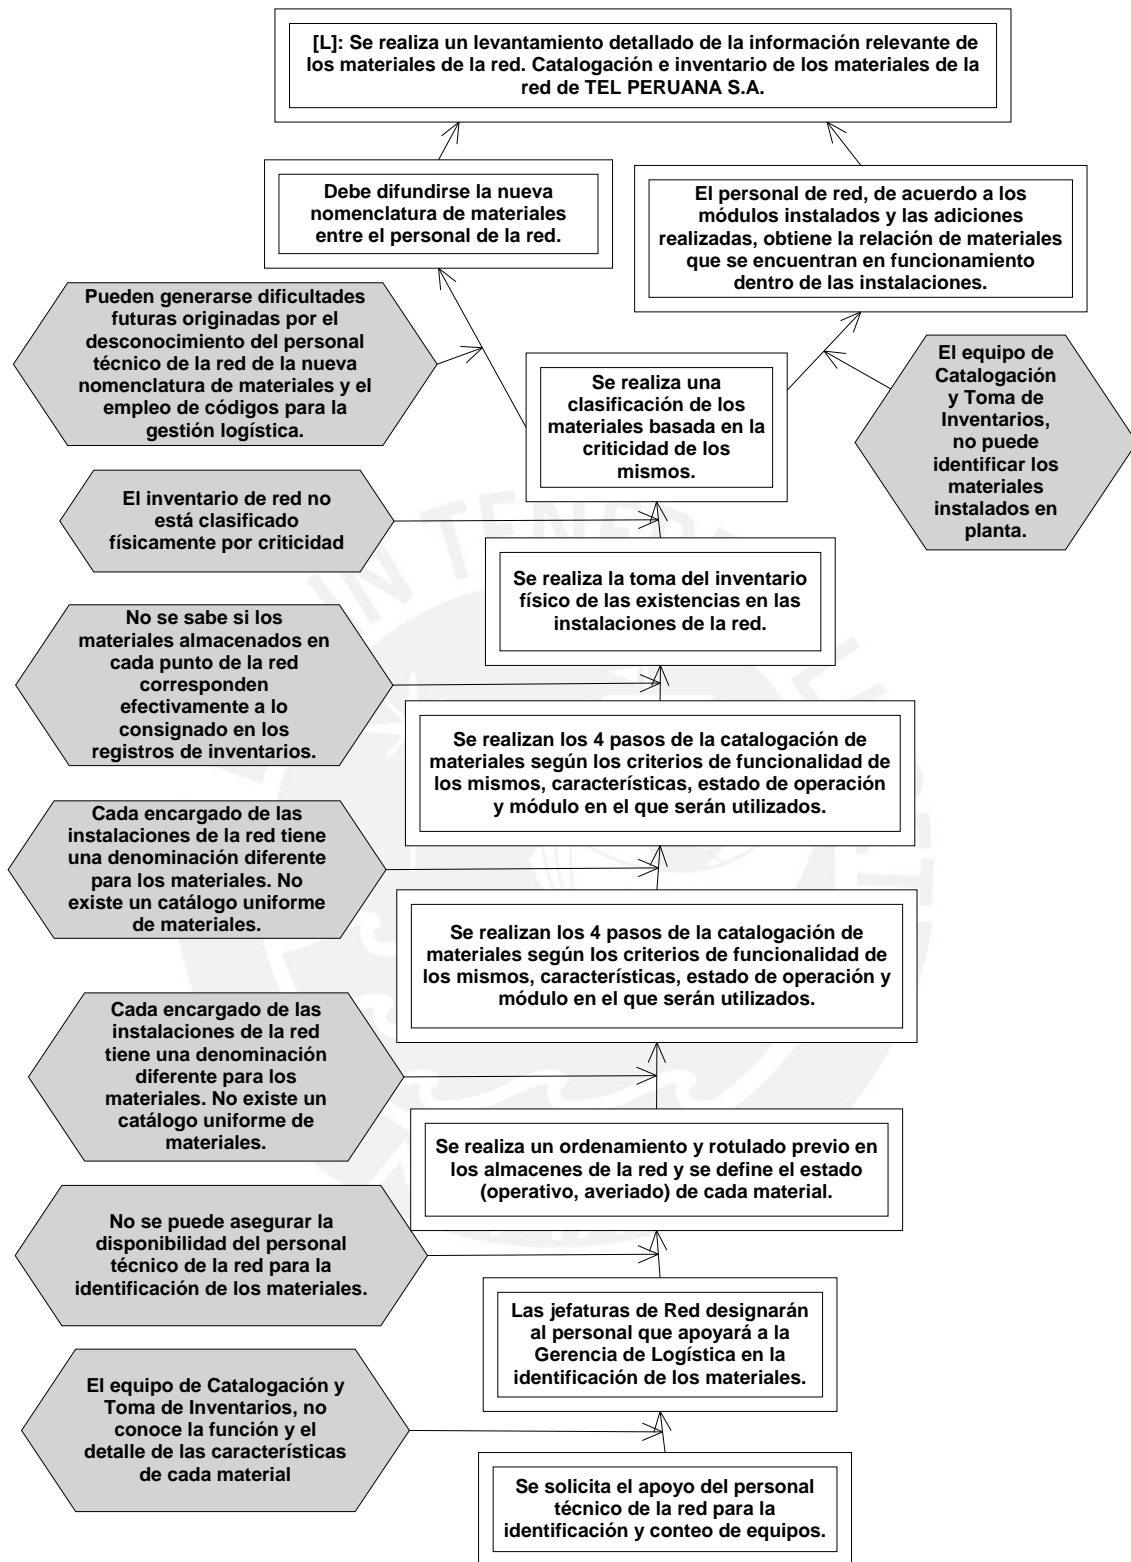 [L]: Se realiza un levantamiento detallado de la información relevante de
los materiales de la red. Catalogación e inventario de los materiales de la
red de TEL PERUANA S.A.
Debe difundirse la nueva
nomenclatura de materiales
entre el personal de la red.
El personal de red, de acuerdo a los
módulos instalados y las adiciones
realizadas, obtiene la relación de materiales
que se encuentran en funcionamiento
dentro de las instalaciones.
Pueden generarse dificultades
futuras originadas por el
desconocimiento del personal
técnico de la red de la nueva
nomenclatura de materiales y el
empleo de códigos para la
gestión logística.
Se realiza una
clasificación de los
materiales basada en la
criticidad de los
mismos.
El equipo de
Catalogación
y Toma de
Inventarios,
no puede
identificar los
materiales
instalados en
planta.
El inventario de red no
está clasificado
físicamente por criticidad
Se realiza la toma del inventario
físico de las existencias en las
instalaciones de la red.
No se sabe si los
materiales almacenados en
cada punto de la red
corresponden
efectivamente a lo
consignado en los
registros de inventarios.
Se realizan los 4 pasos de la catalogación de
materiales según los criterios de funcionalidad de
los mismos, características, estado de operación
y módulo en el que serán utilizados.
Cada encargado de las
instalaciones de la red tiene
una denominación diferente
para los materiales. No
existe un catálogo uniforme
de materiales.
Se realizan los 4 pasos de la catalogación de
materiales según los criterios de funcionalidad de
los mismos, características, estado de operación y
módulo en el que serán utilizados.
Cada encargado de las
instalaciones de la red
tiene una denominación
diferente para los
materiales. No existe un
catálogo uniforme de
materiales.
Se realiza un ordenamiento y rotulado previo en
los almacenes de la red y se define el estado
(operativo, averiado) de cada material.
No se puede asegurar la
disponibilidad del personal
técnico de la red para la
identificación de los materiales.
Las jefaturas de Red designarán
al personal que apoyará a la
Gerencia de Logística en la
identificación de los materiales.
El equipo de Catalogación y
Toma de Inventarios, no
conoce la función y el
detalle de las características
de cada material
Se solicita el apoyo del personal
técnico de la red para la
identificación y conteo de equipos.